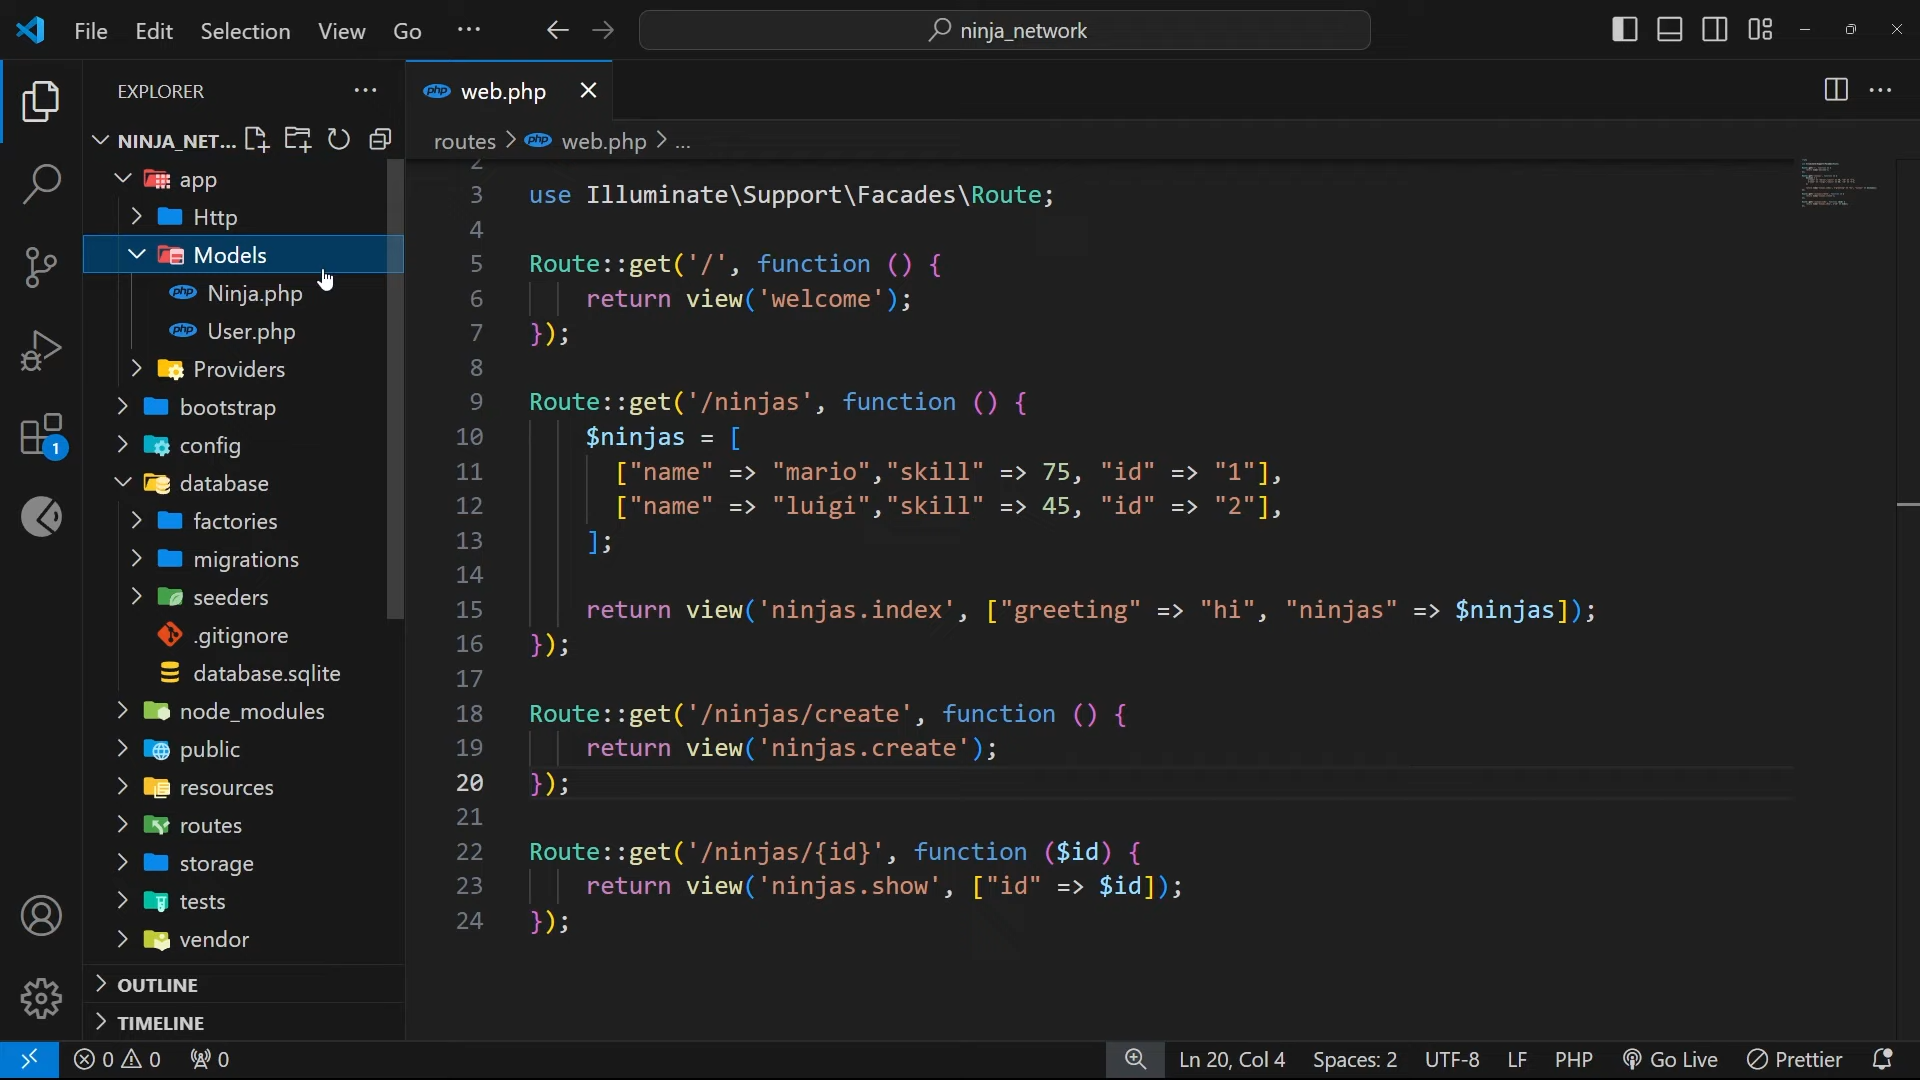 File Edit Selection View Go ninja_network
EXPLORER
NINJA_NET...
app
Http
Models
php Ninja.php
php User.php
Providers
bootstrap
config
database
factories
migrations
seeders
.gitignore
database.sqlite
node_modules
public
resources
routes
storage
tests
vendor
OUTLINE
TIMELINE
php web.php
routes > php web.php > ...
2
3 use Illuminate\Support\Facades\Route;
4
5 Route::get('/', function () {
6 return view('welcome');
7 });
8
9 Route::get('/ninjas', function () {
10 $ninjas = [
11 ["name" => "mario","skill" => 75, "id" => "1"],
12 ["name" => "luigi","skill" => 45, "id" => "2"],
13 ];
14
15 return view('ninjas.index', ["greeting" => "hi", "ninjas" => $ninjas]);
16 });
17
18 Route::get('/ninjas/create', function () {
19 return view('ninjas.create');
20 });
21
22 Route::get('/ninjas/{id}', function ($id) {
23 return view('ninjas.show', ["id" => $id]);
24 });
1
0 0 0 Ln 20, Col 4 Spaces: 2 UTF-8 LF PHP Go Live Prettier